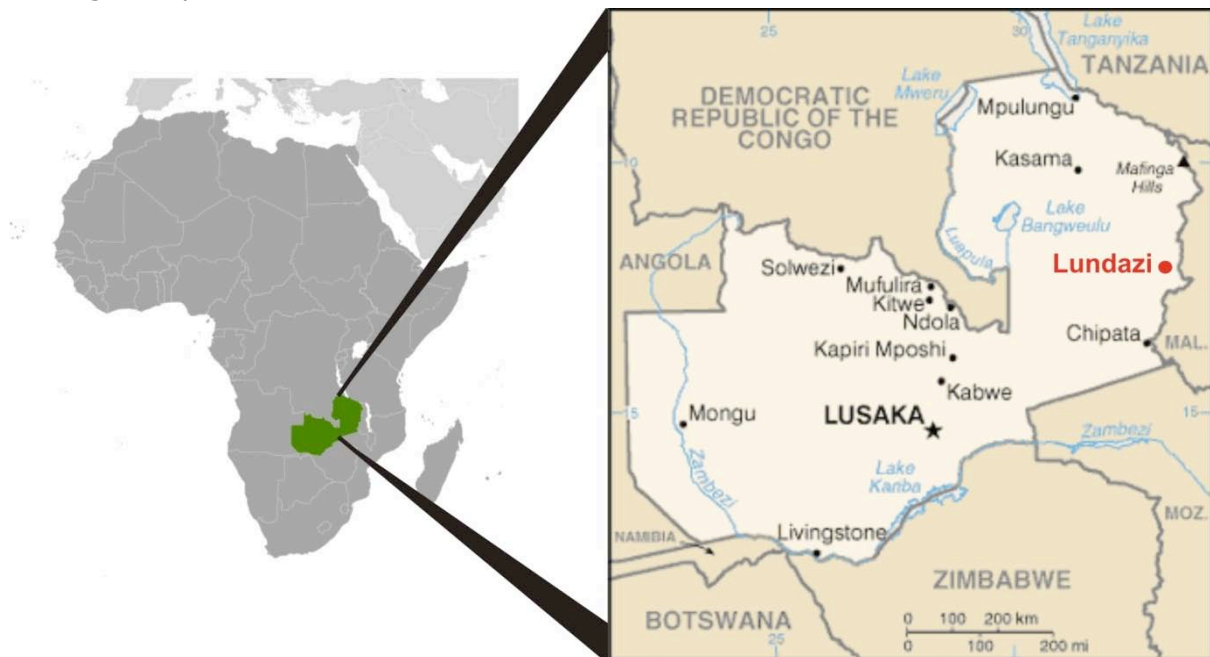 25
30
Lake
Tanganyika
TANZANIA
Lake
Mweru
DEMOCRATIC
REPUBLIC OF THE
CONGO
Mpulungu
10
Kasama
Mafinga
Hills
Lake
Bangweulu
Luapula
ANGOLA
Solwezi
Lundazi
Mufulira
Kitwe
Ndola
Chipata
MAL.
Kapiri Mposhi
Kabwe
15
Mongu
LUSAKA
15
Zambezi
Zambezi
Lake
Kariba
MOZ.
NAMIBIA
Livingstone
ZIMBABWE
BOTSWANA
25
0 100 200 km
0 100 200 mi